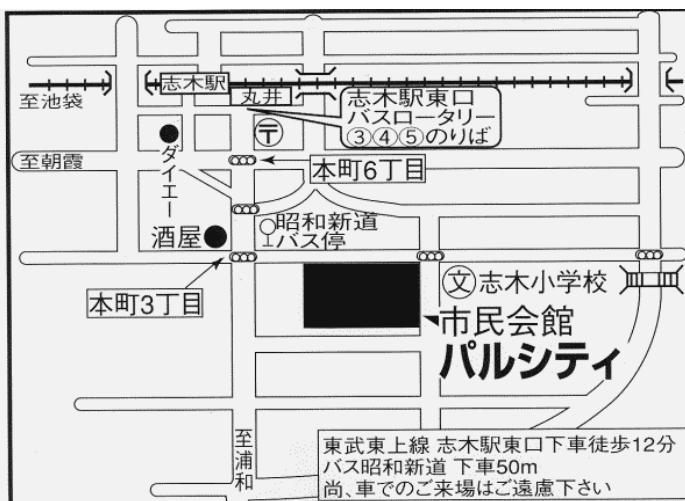 志木駅
至池袋
丸井
志木駅東口
バスロータリー
③④⑤のりば
〒
ダイエー
至朝霞
本町6丁目
昭和新道
バス停
酒屋
本町3丁目
文 志木小学校
市民会館
パルシティ
至浦和
東武東上線 志木駅東口下車徒歩12分
バス昭和新道 下車50m
尚、車でのご来場はご遠慮下さい